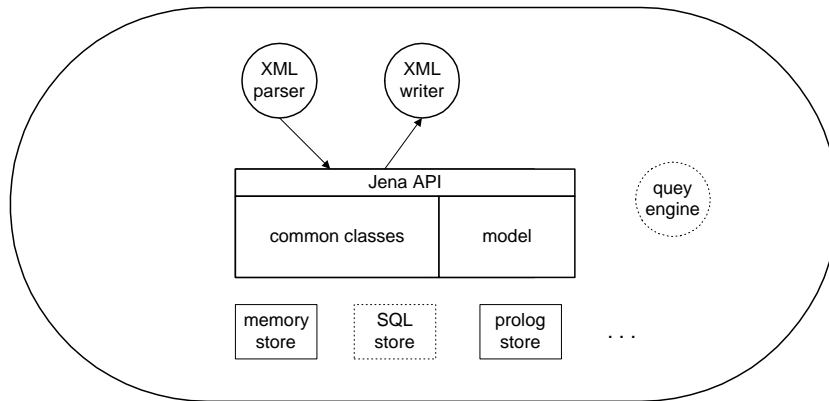 XML
parser
XML
writer
Jena API
common classes
model
quey
engine
memory
store
SQL
store
prolog
store
. . .